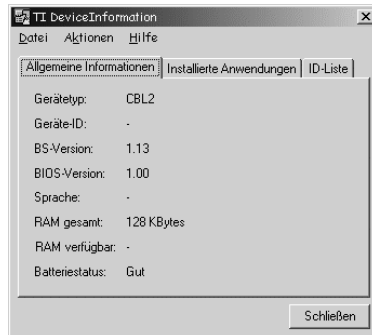 TI DeviceInformation
Datei Aktionen Hilfe
Allgemeine Informationen Installierte Anwendungen ID-Liste
Gerätetyp: CBL2
Geräte-ID: -
BS-Version: 1.13
BIOS-Version: 1.00
Sprache: -
RAM gesamt: 128 KBytes
RAM verfügbar: -
Batteriestatus: Gut
Schließen